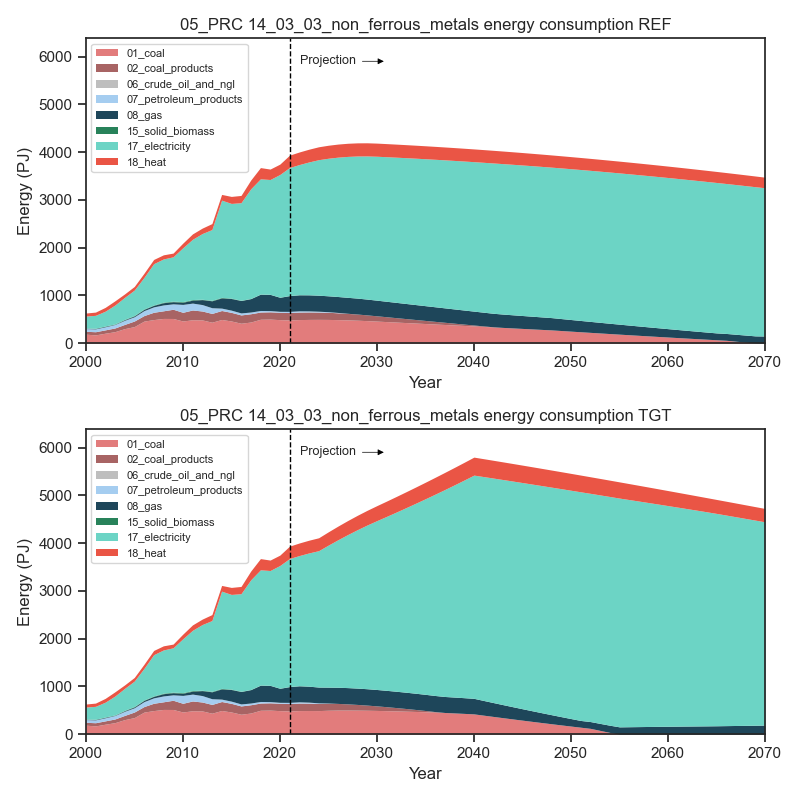 05_PRC 14_03_03_non_ferrous_metals energy consumption REF
Energy (PJ)
6000
5000
4000
3000
2000
1000
0
01_coal
02_coal_products
06_crude_oil_and_ngl
07_petroleum_products
08_gas
15_solid_biomass
17_electricity
18_heat
Projection
2000 2010 2020 2030 2040 2050 2060 2070
Year
05_PRC 14_03_03_non_ferrous_metals energy consumption TGT
Energy (PJ)
6000
5000
4000
3000
2000
1000
0
01_coal
02_coal_products
06_crude_oil_and_ngl
07_petroleum_products
08_gas
15_solid_biomass
17_electricity
18_heat
Projection
2000 2010 2020 2030 2040 2050 2060 2070
Year